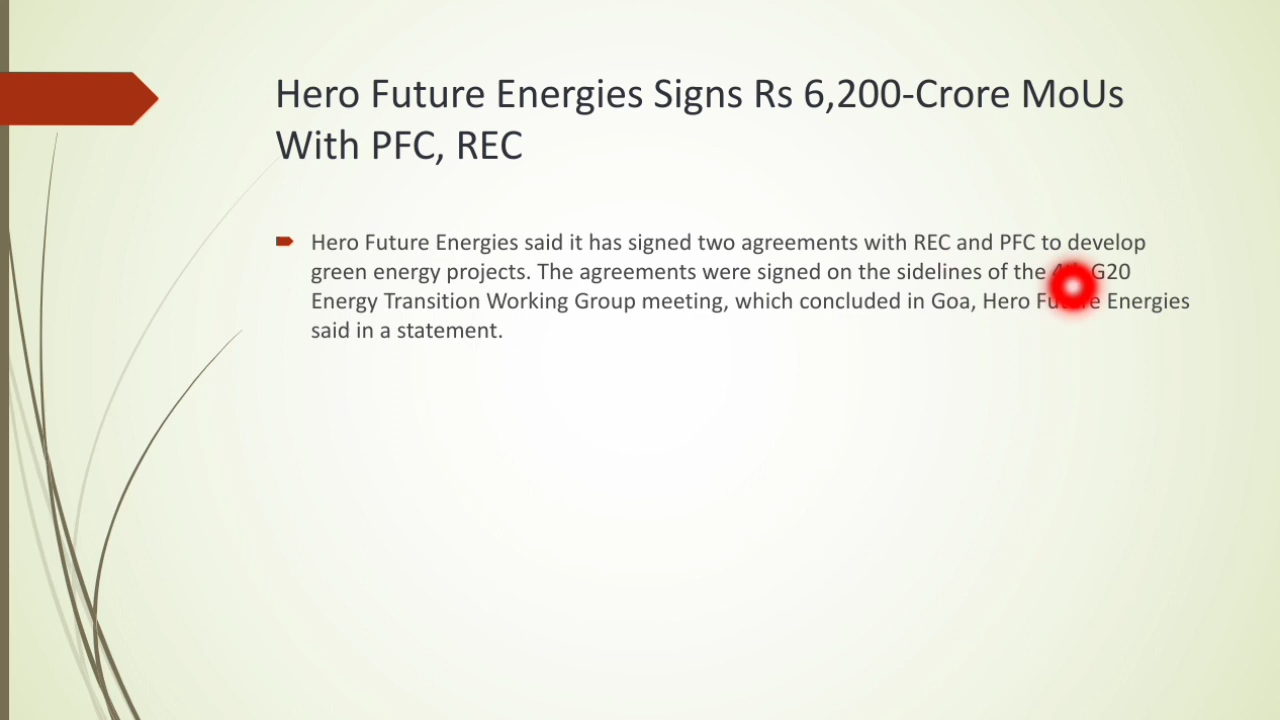 Hero Future Energies Signs Rs 6,200-Crore MoUs
With PFC, REC
Hero Future Energies said it has signed two agreements with REC and PFC to develop
green energy projects. The agreements were signed on the sidelines of the G20
Energy Transition Working Group meeting, which concluded in Goa, Hero Future Energies
said in a statement.